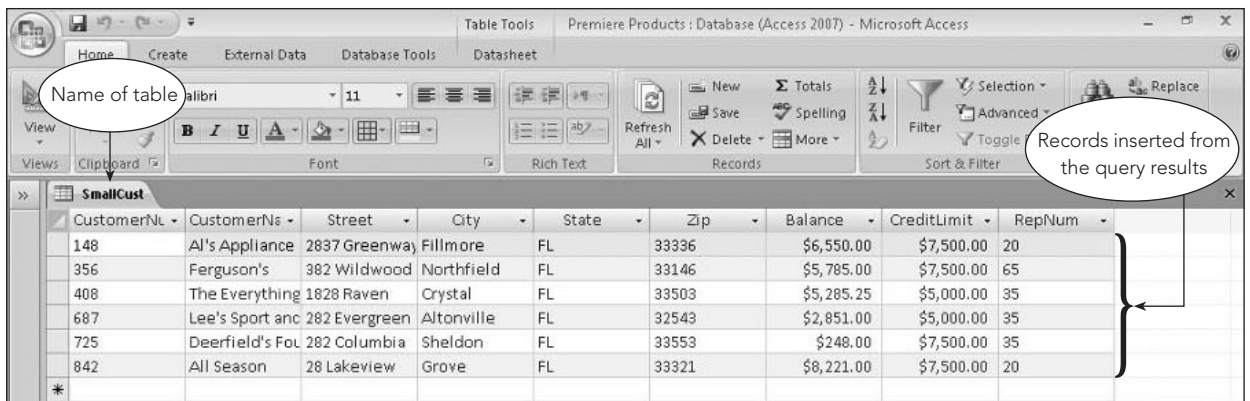 Table Tools Premiere Products : Database (Access 2007) - Microsoft Access
Home Create External Data Database Tools Datasheet
Name of table
alibri 11
New Totals Selection Replace
Save Spelling Advanced
View B I U A Refresh All Delete More Filter Toggle
Records inserted from
the query results
Views Clipboard Font Rich Text Records Sort & Filter
SmallCust
CustomerNu CustomerNa Street City State Zip Balance CreditLimit RepNum
148 Al's Appliance 2837 Greenway Fillmore FL 33336 $6,550.00 $7,500.00 20
356 Ferguson's 382 Wildwood Northfield FL 33146 $5,785.00 $7,500.00 65
408 The Everything 1828 Raven Crystal FL 33503 $5,285.25 $5,000.00 35
687 Lee's Sport and 282 Evergreen Altonville FL 32543 $2,851.00 $5,000.00 35
725 Deerfield's Fou 282 Columbia Sheldon FL 33553 $248.00 $7,500.00 35
842 All Season 28 Lakeview Grove FL 33321 $8,221.00 $7,500.00 20